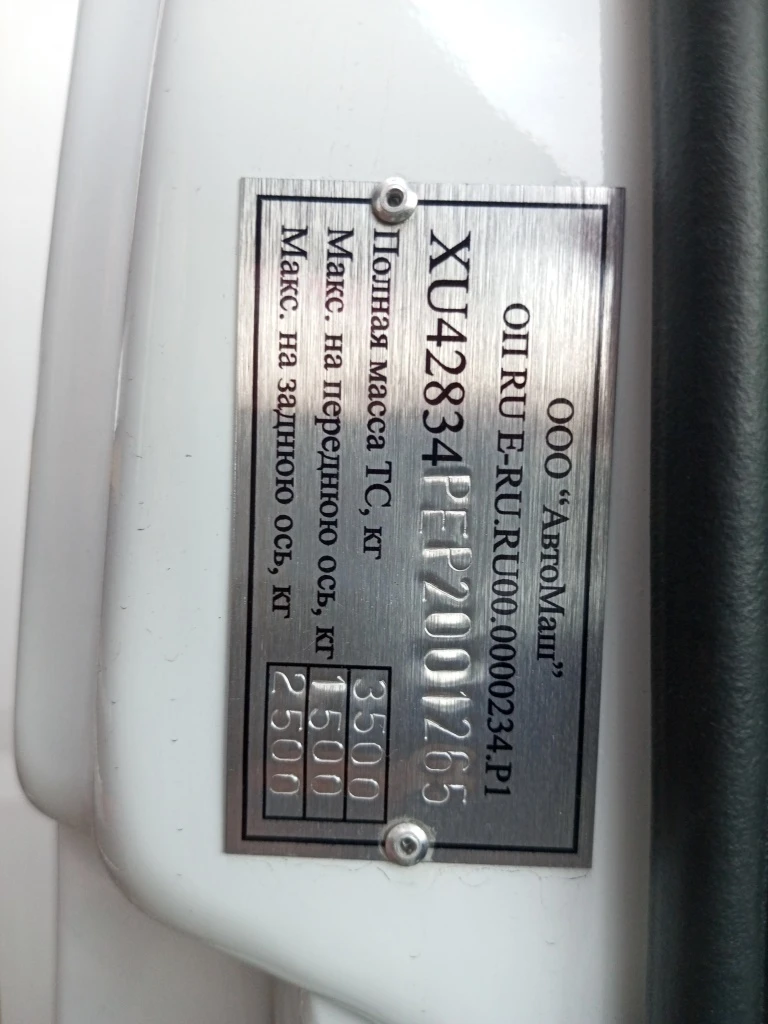 ООО “АвтоМаш”
ОП RU E-RU.RU00.0000234.P1
XU42834PEP2001265
Полная масса ТС, кг 3500
Макс. на переднюю ось, кг 1500
Макс. на заднюю ось, кг 2500